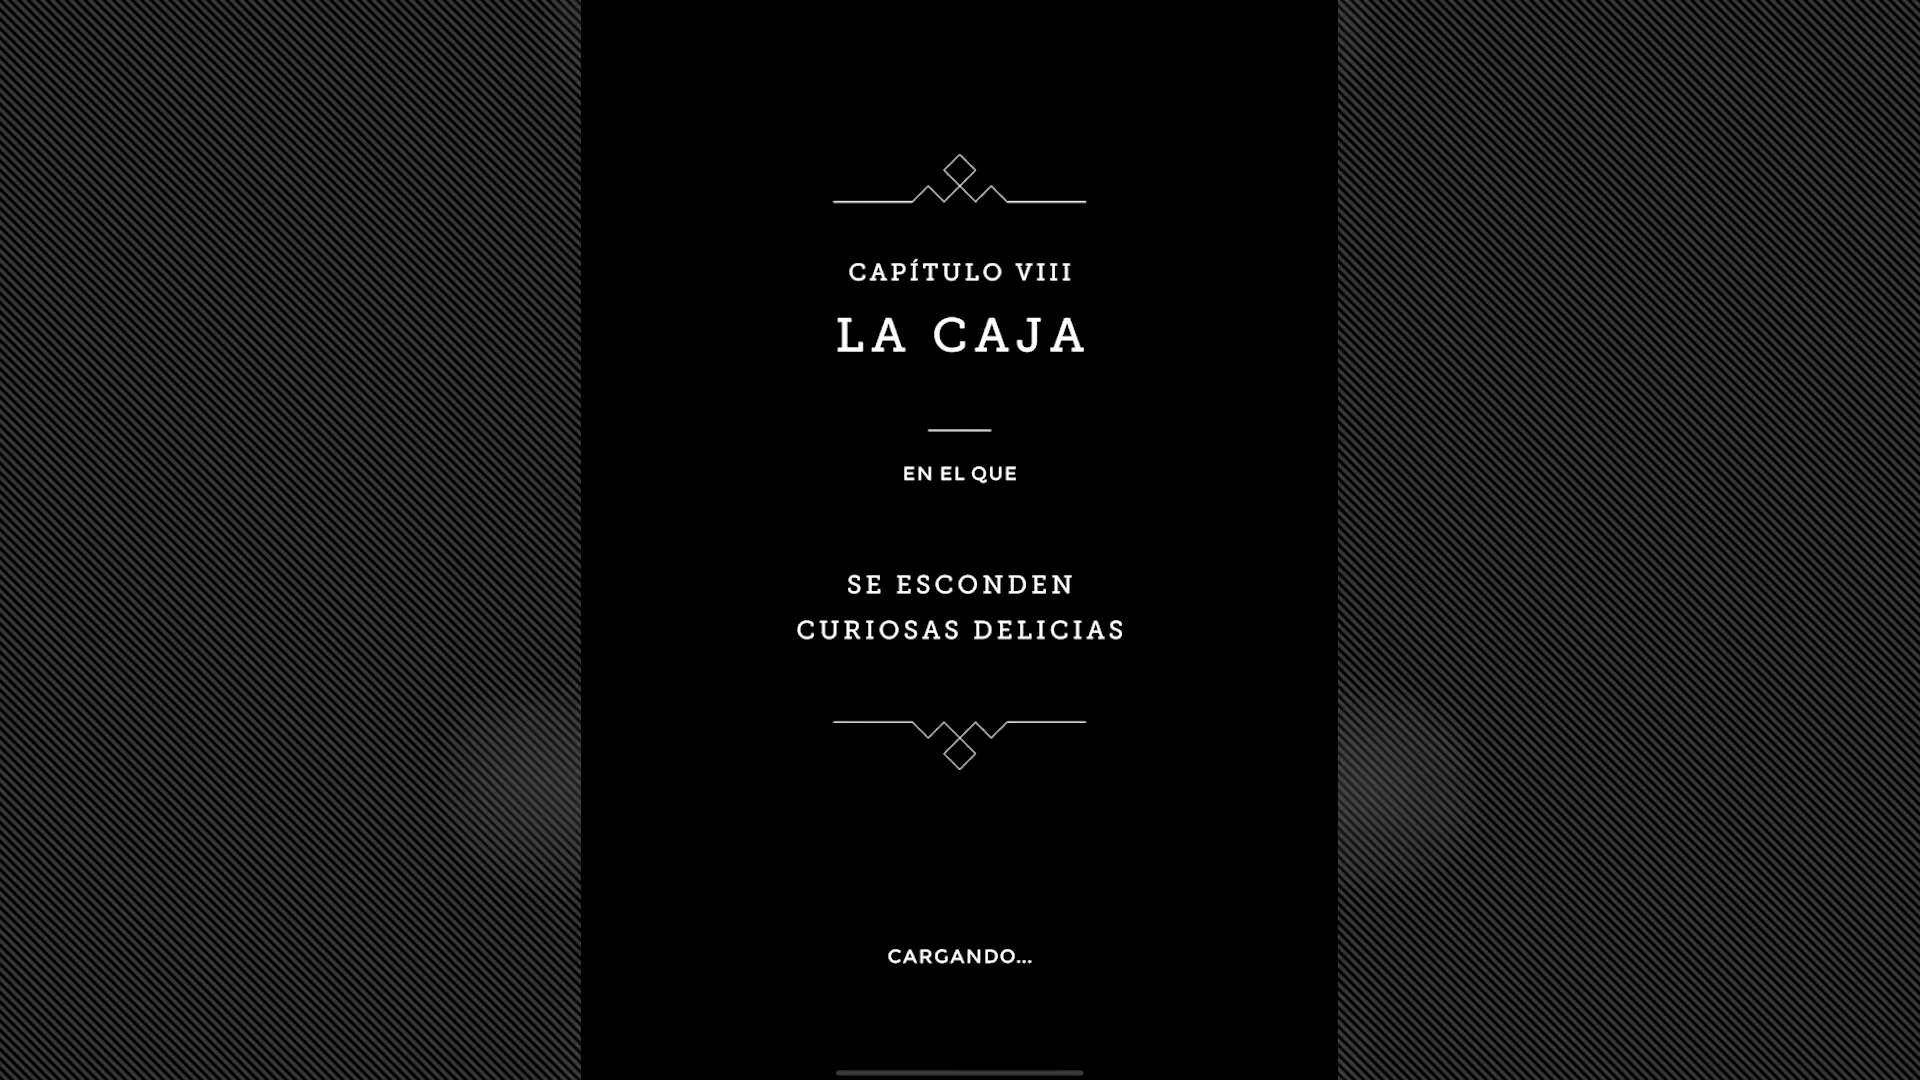 CAPÍTULO VIII
LA CAJA
EN EL QUE
SE ESCONDEN
CURIOSAS DELICIAS
CARGANDO...